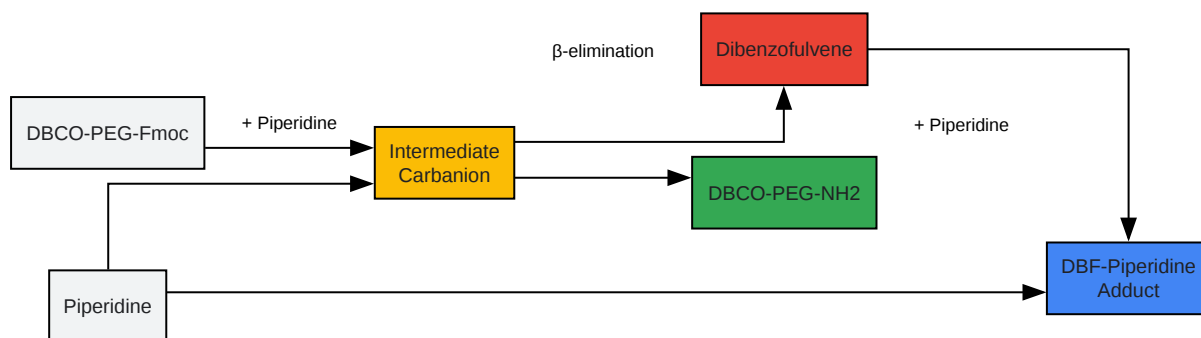 β-elimination
Dibenzofulvene
DBCO-PEG-Fmoc
+ Piperidine
+ Piperidine
Intermediate
Carbanion
DBCO-PEG-NH2
Piperidine
DBF-Piperidine
Adduct